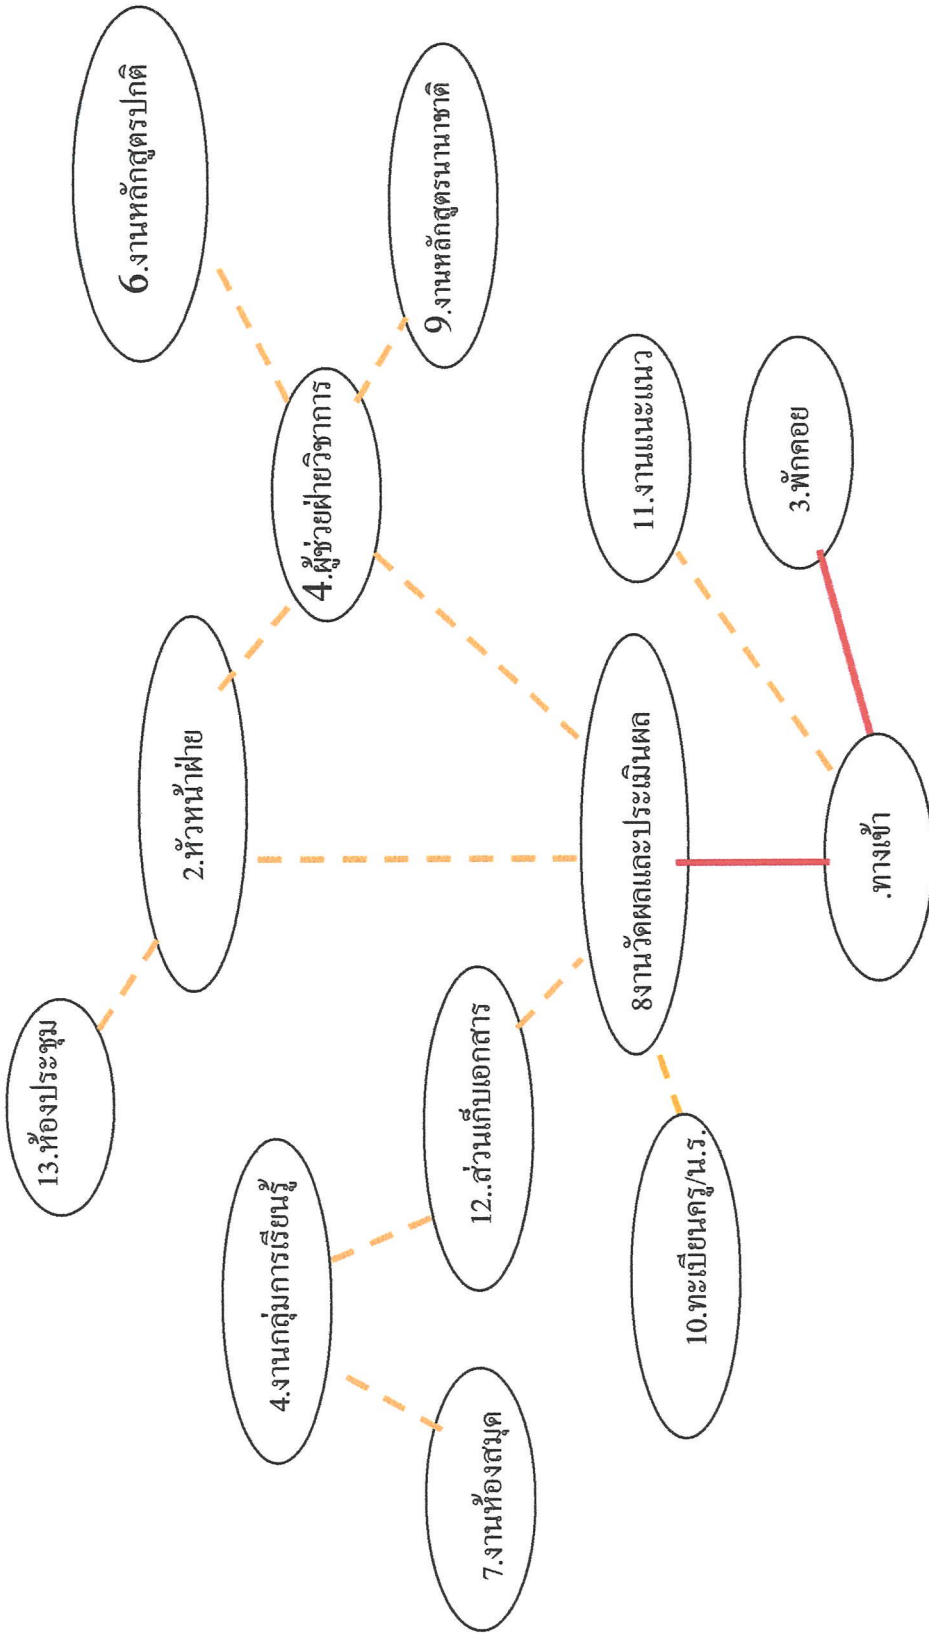 13.ห้องประชุม
2.หัวหน้าฝ่าย
6.งานหลักสูตรปกติ
4.ผู้ช่วยฝ่ายวิชาการ
9.งานหลักสูตรนานาชาติ
4.งานกลุ่มการเรียนรู้
7.งานห้องสมุด
12..ส่วนเก็บเอกสาร
8งานวัดผลและประเมินผล
11.งานแนะแนว
10.ทะเบียนครู/น.ร.
3.พักคอย
.ทางเข้า